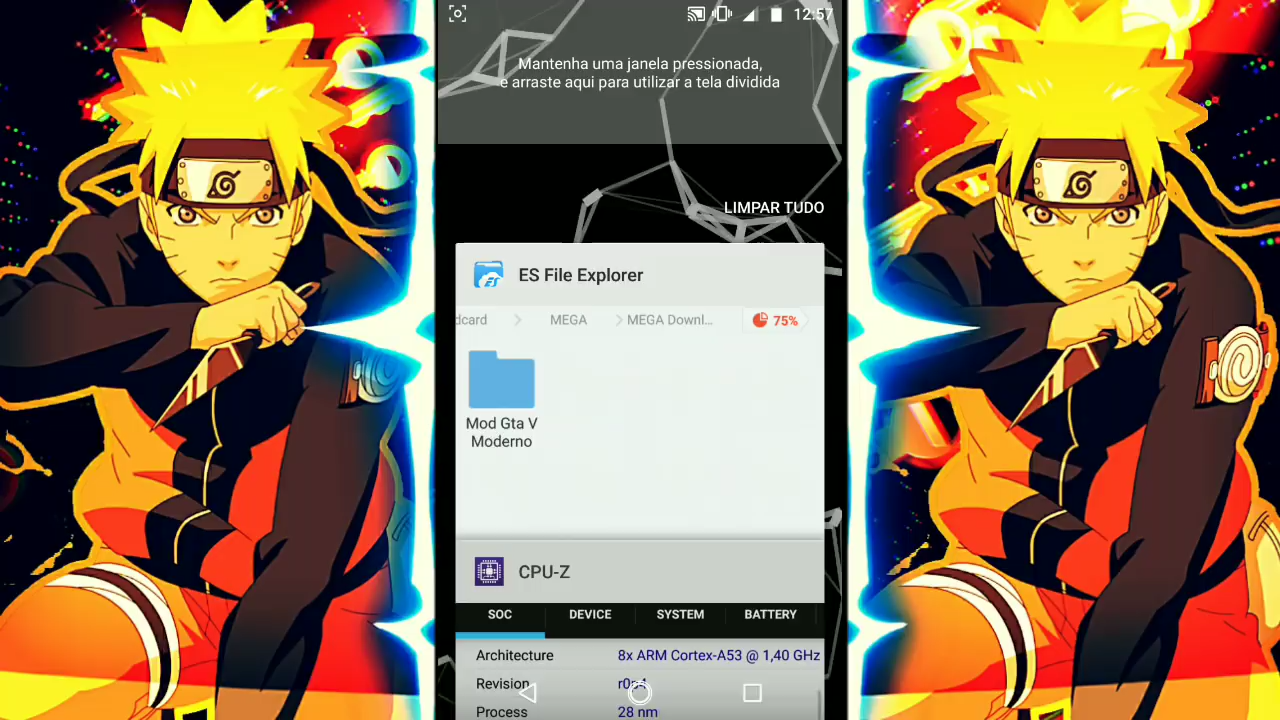 12:57
Mantenha uma janela pressionada,
e arraste aqui para utilizar a tela dividida
LIMPAR TUDO
ES File Explorer
dcard
MEGA
MEGA Downl...
75%
Mod Gta V
Moderno
CPU-Z
SOC
DEVICE
SYSTEM
BATTERY
Architecture 8x ARM Cortex-A53 @ 1,40 GHz
Revision r0p4
Process 28 nm